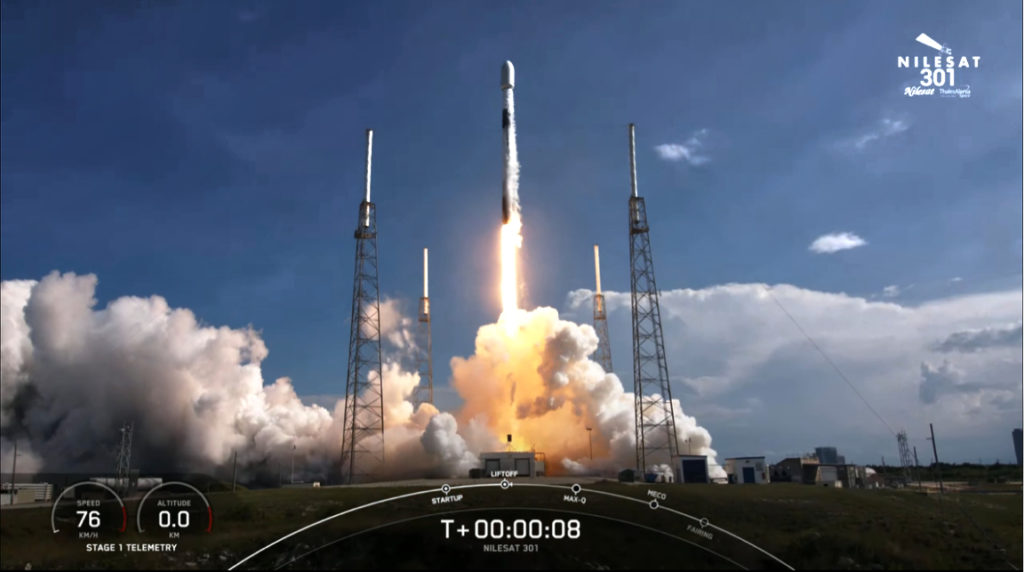 NILESAT
301
Nilesat ThalesAlenia
SPEED
76
KM/H
ALTITUDE
0.0
KM
STAGE 1 TELEMETRY
STARTUP
LIFTOFF
MAX-Q
MECO
FAIRING
T+00:00:08
NILESAT 301